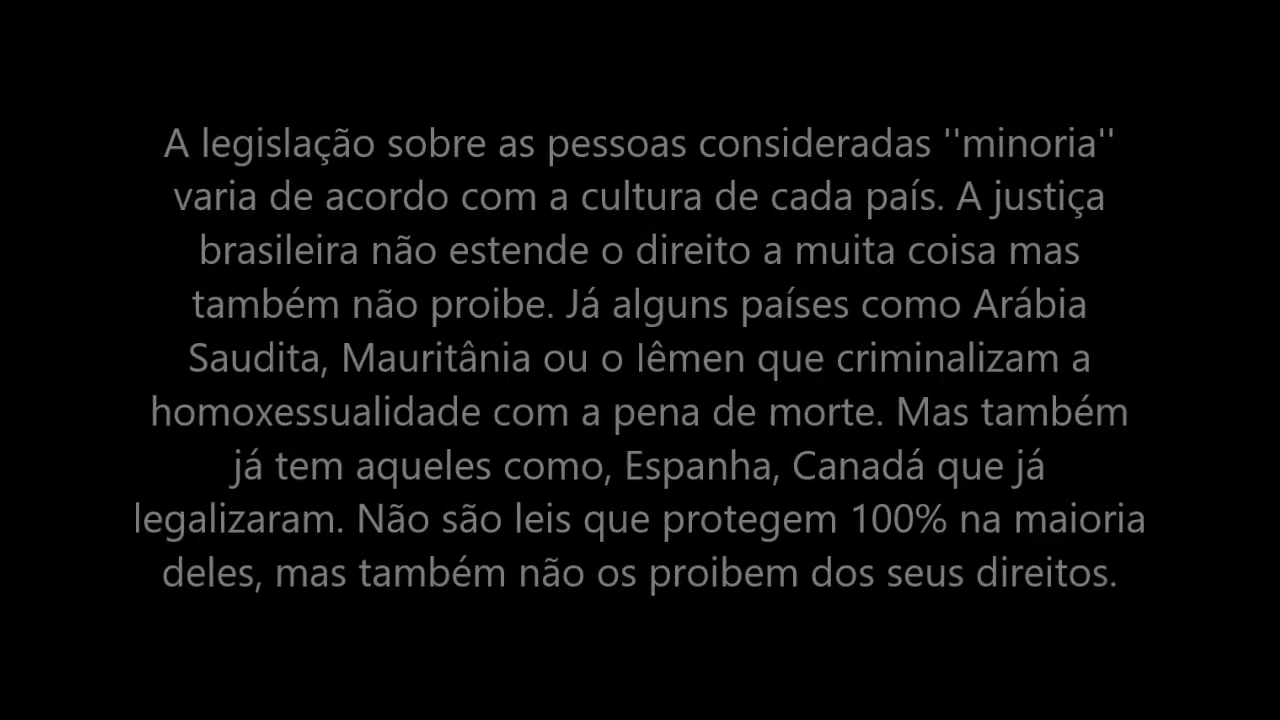 A legislação sobre as pessoas consideradas ''minoria''
varia de acordo com a cultura de cada país. A justiça
brasileira não estende o direito a muita coisa mas
também não proibe. Já alguns países como Arábia
Saudita, Mauritânia ou o Iêmen que criminalizam a
homoxessualidade com a pena de morte. Mas também
já tem aqueles como, Espanha, Canadá que já
legalizaram. Não são leis que protegem 100% na maioria
deles, mas também não os proibem dos seus direitos.